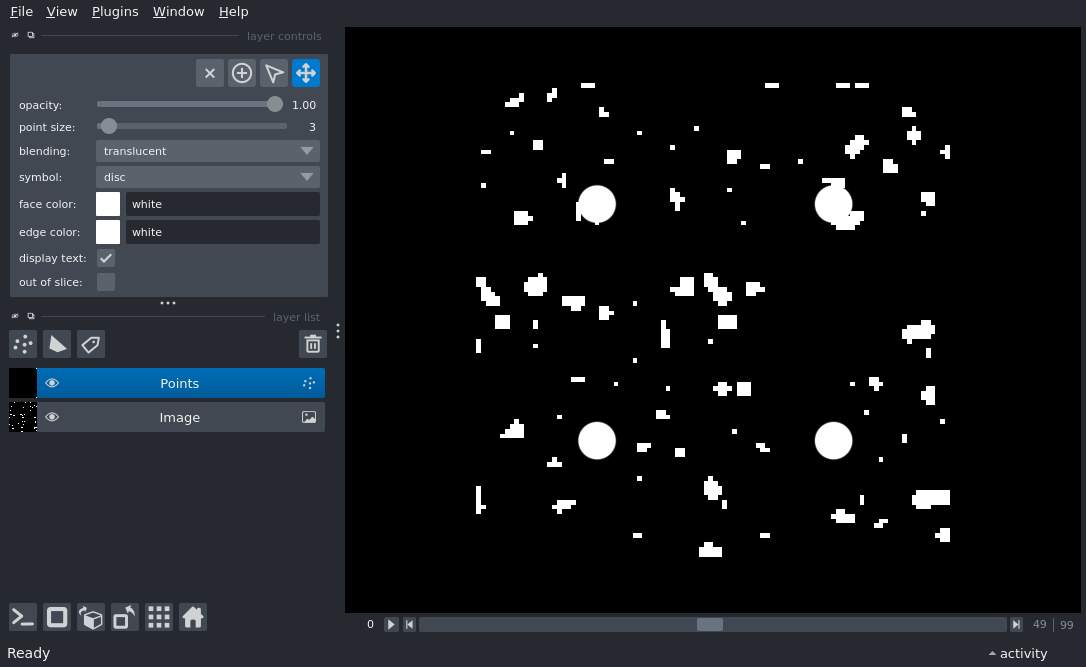 File View Plugins Window Help
layer controls
opacity: 1.00
point size: 3
blending: translucent
symbol: disc
face color: white
edge color: white
display text:
out of slice:
layer list
Points
Image
0 49 | 99
Ready activity